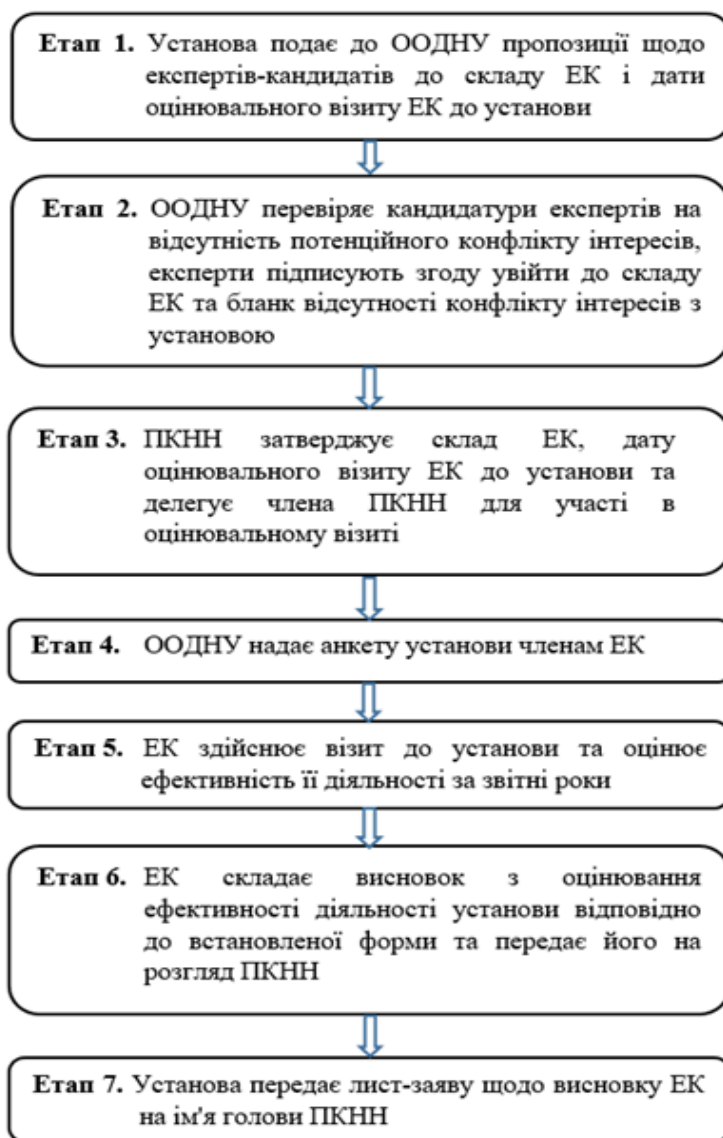 Етап 1. Установа подає до ООДНУ пропозиції щодо
експертів-кандидатів до складу ЕК і дати
оцінювального візиту ЕК до установи
Етап 2. ООДНУ перевіряє кандидатури експертів на
відсутність потенційного конфлікту інтересів,
експерти підписують згоду увійти до складу
ЕК та бланк відсутності конфлікту інтересів з
установою
Етап 3. ПКНН затверджує склад ЕК, дату
оцінювального візиту ЕК до установи та
делегує члена ПКНН для участі в
оцінювальному візиті
Етап 4. ООДНУ надає анкету установи членам ЕК
Етап 5. ЕК здійснює візит до установи та оцінює
ефективність її діяльності за звітні роки
Етап 6. ЕК складає висновок з оцінювання
ефективності діяльності установи відповідно
до встановленої форми та передає його на
розгляд ПКНН
Етап 7. Установа передає лист-заяву щодо висновку ЕК
на ім'я голови ПКНН